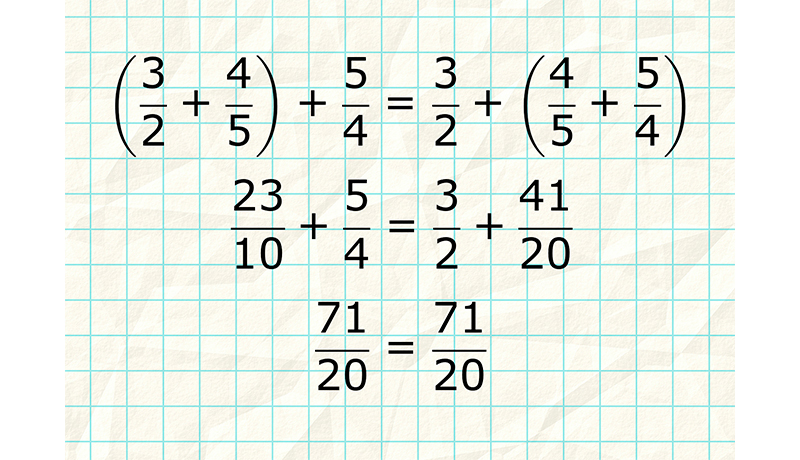 (3/2 + 4/5) + 5/4 = 3/2 + (4/5 + 5/4)
23/10 + 5/4 = 3/2 + 41/20
71/20 = 71/20